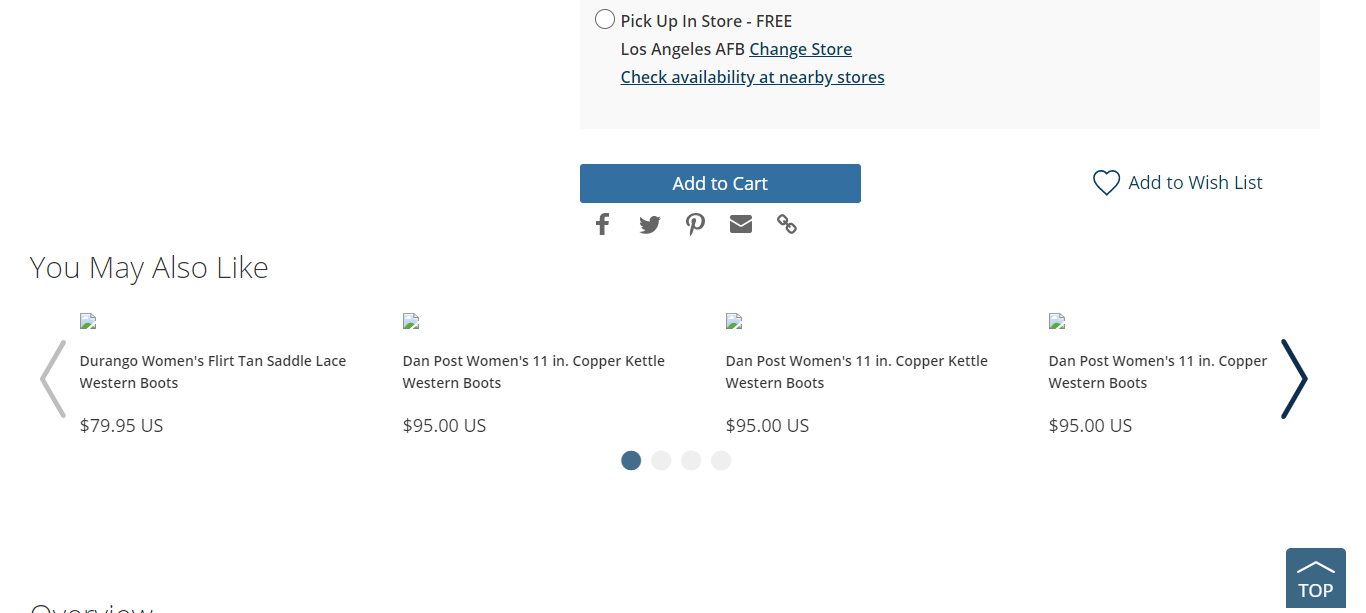 Pick Up In Store - FREE
Los Angeles AFB Change Store
Check availability at nearby stores
Add to Cart
Add to Wish List
You May Also Like
Durango Women's Flirt Tan Saddle Lace
Western Boots
$79.95 US
Dan Post Women's 11 in. Copper Kettle
Western Boots
$95.00 US
Dan Post Women's 11 in. Copper Kettle
Western Boots
$95.00 US
Dan Post Women's 11 in. Copper
Western Boots
$95.00 US
TOP
Overview